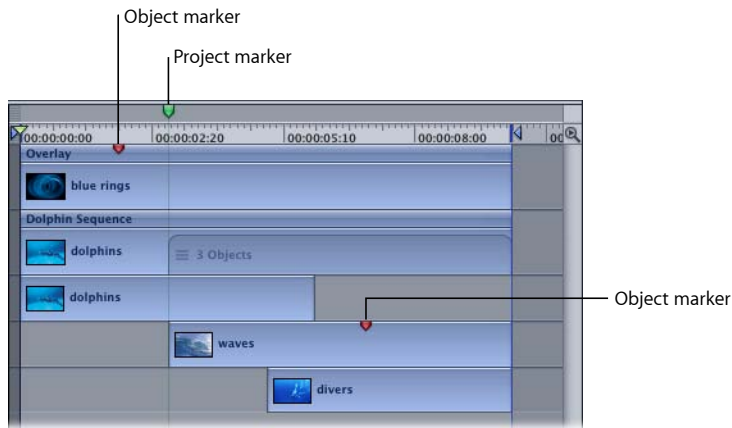 Object marker
Project marker
00:00:00:00 00:00:02:20 00:00:05:10 00:00:08:00 00
Overlay
blue rings
Dolphin Sequence
dolphins
3 Objects
dolphins
Object marker
waves
divers